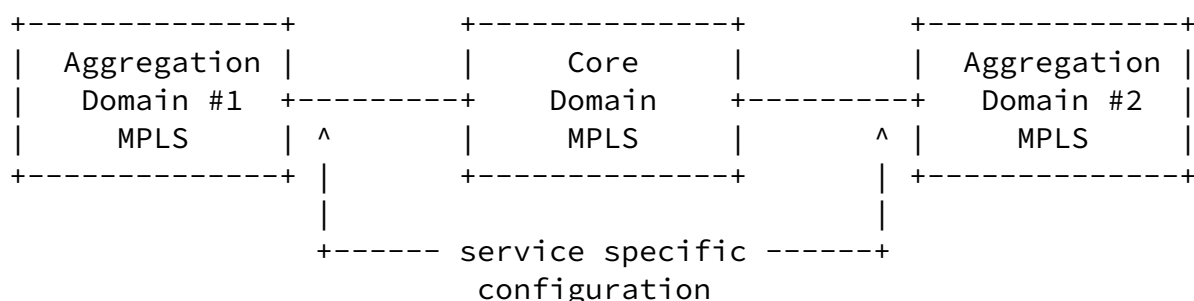 +--------------+         +--------------+         +--------------+
|  Aggregation |         |     Core     |         |  Aggregation |
|   Domain #1  +---------+    Domain    +---------+   Domain #2  |
|     MPLS     | ^       |     MPLS     |       ^ |     MPLS     |
+--------------+ |       +--------------+       | +--------------+
                 |                              |
                 +------ service specific ------+
                          configuration